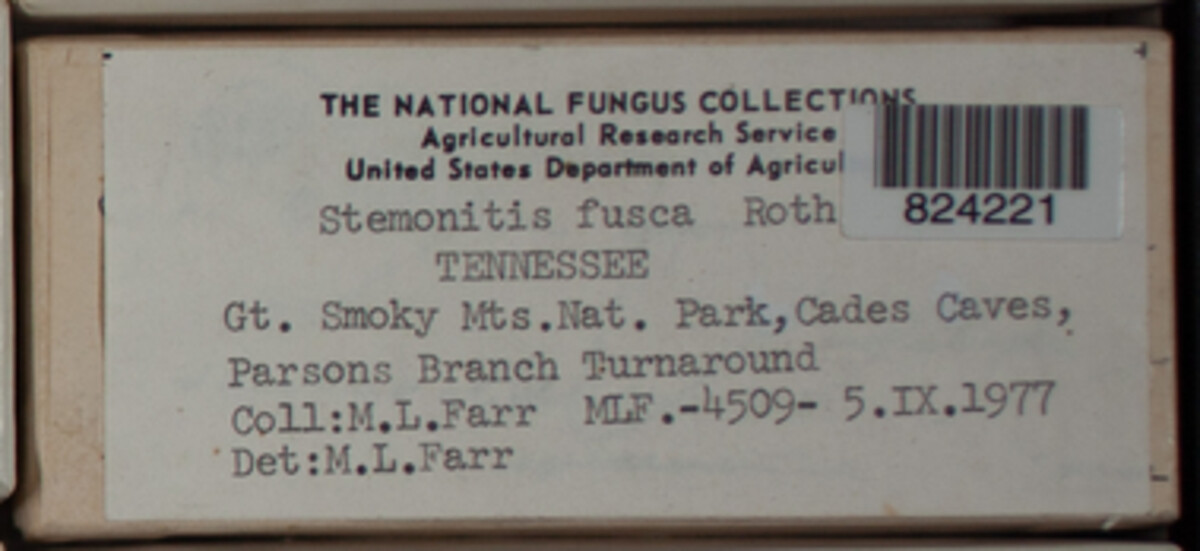 THE NATIONAL FUNGUS COLLECTIONS
Agricultural Research Service
United States Department of Agricul
824221
Stemonitis fusca Roth
TENNESSEE
Gt. Smoky Mts.Nat. Park,Cades Caves,
Parsons Branch Turnaround
Coll:M.L.Farr MLF.-4509- 5.IX.1977
Det:M.L.Farr